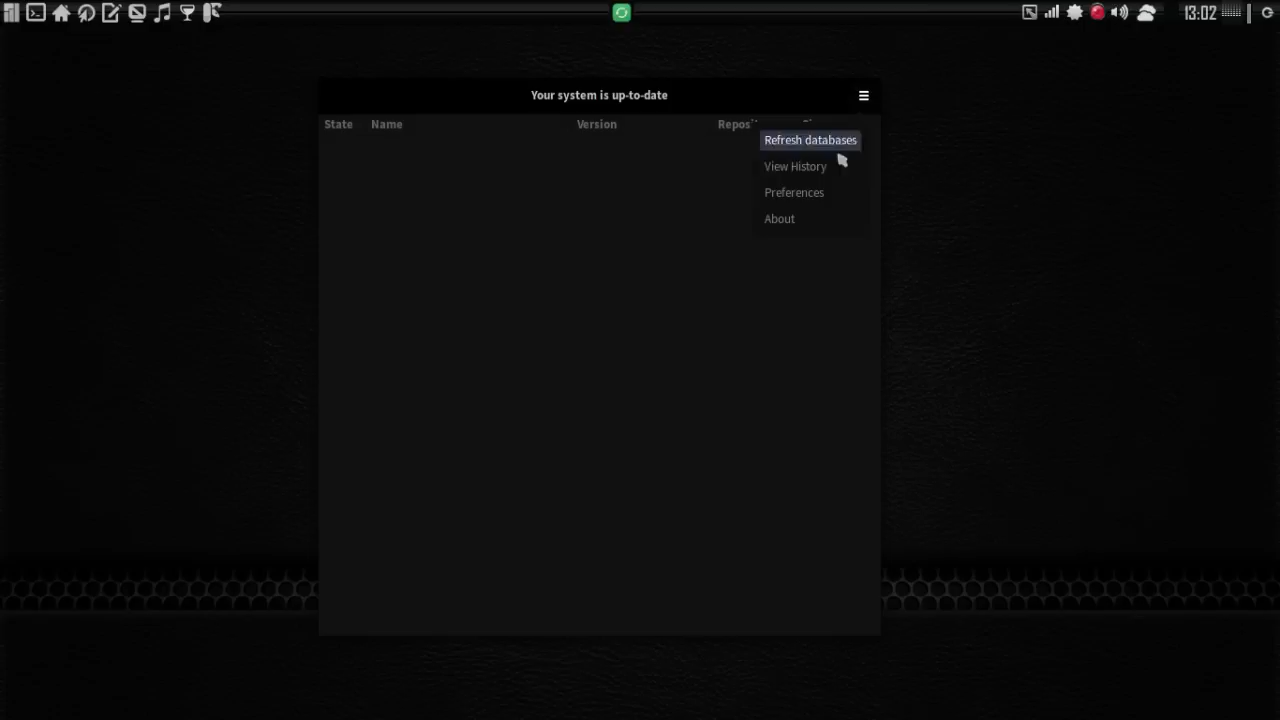 13:02
Your system is up-to-date
State Name Version
Refresh databases
View History
Preferences
About